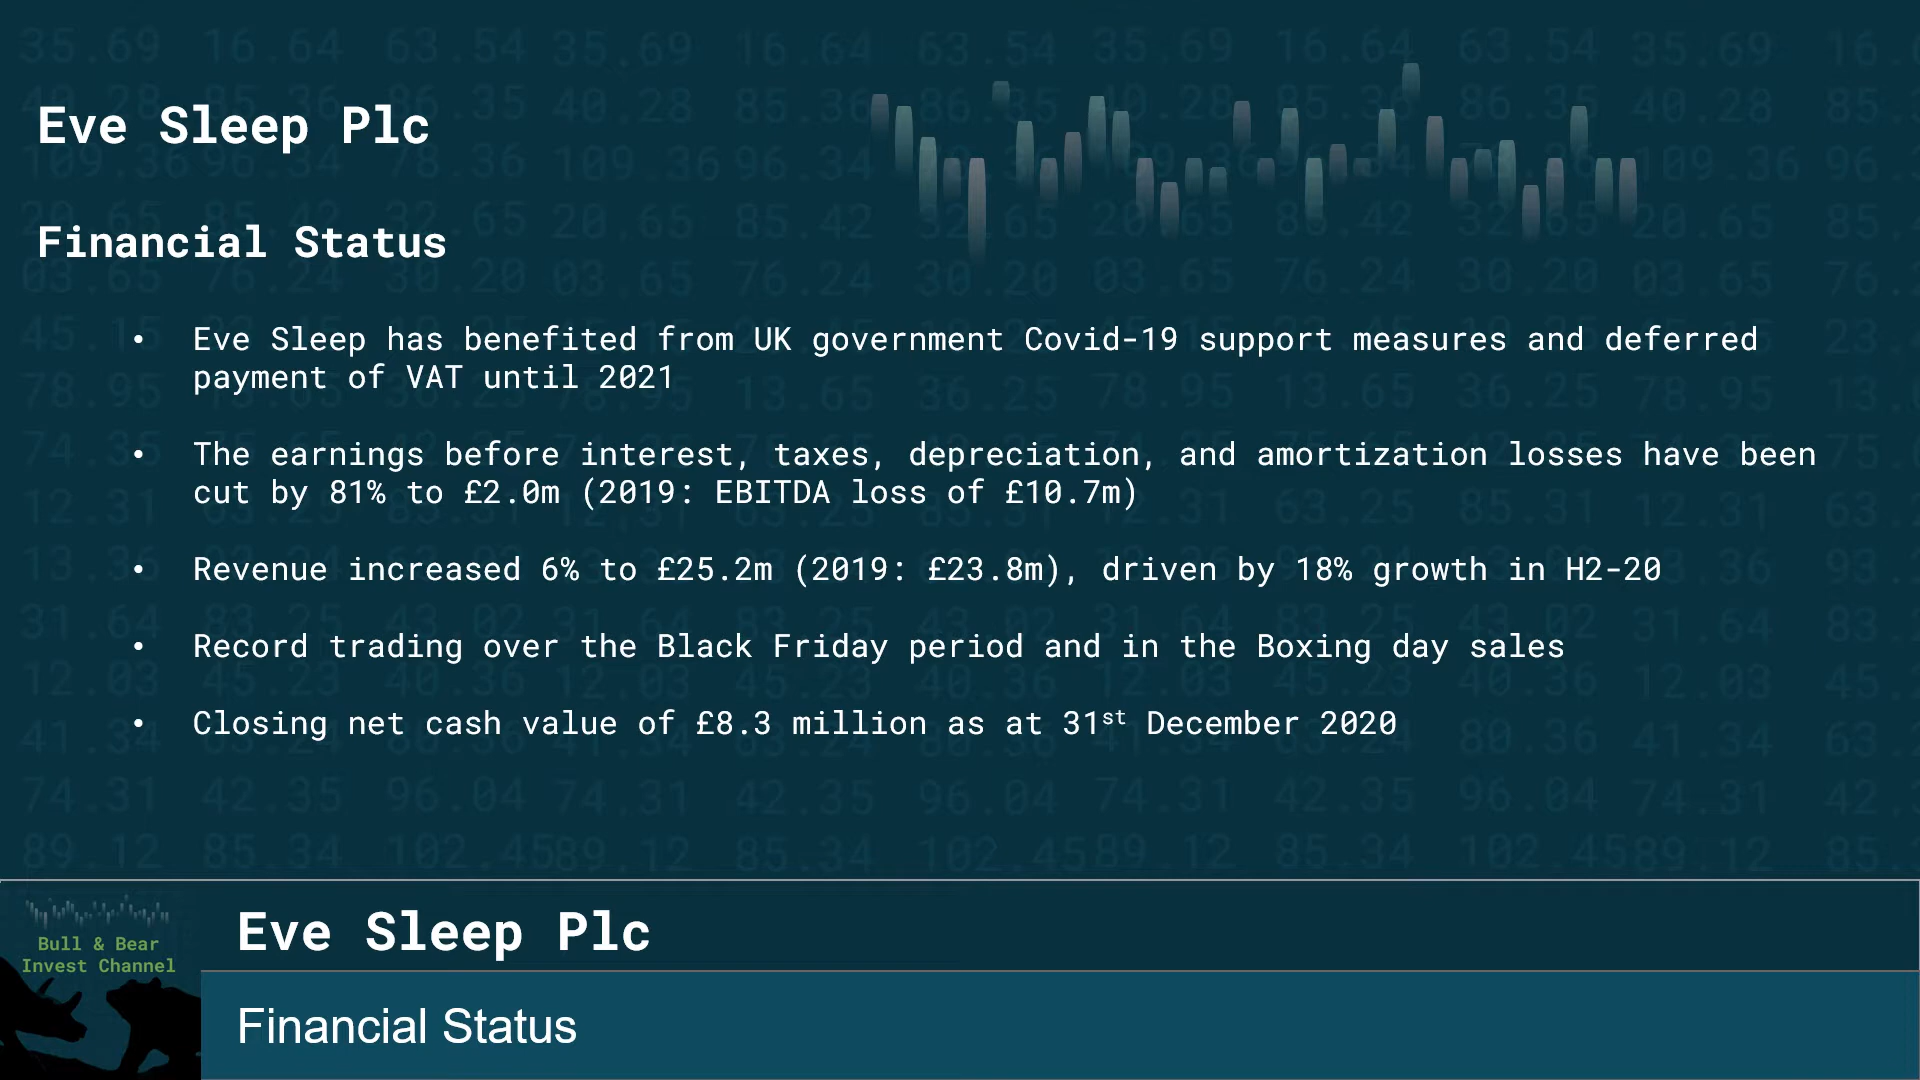 Eve Sleep Plc
Financial Status
• Eve Sleep has benefited from UK government Covid-19 support measures and deferred
payment of VAT until 2021
• The earnings before interest, taxes, depreciation, and amortization losses have been
cut by 81% to £2.0m (2019: EBITDA loss of £10.7m)
• Revenue increased 6% to £25.2m (2019: £23.8m), driven by 18% growth in H2-20
• Record trading over the Black Friday period and in the Boxing day sales
• Closing net cash value of £8.3 million as at 31st December 2020
Bull & Bear
Invest Channel
Eve Sleep Plc
Financial Status